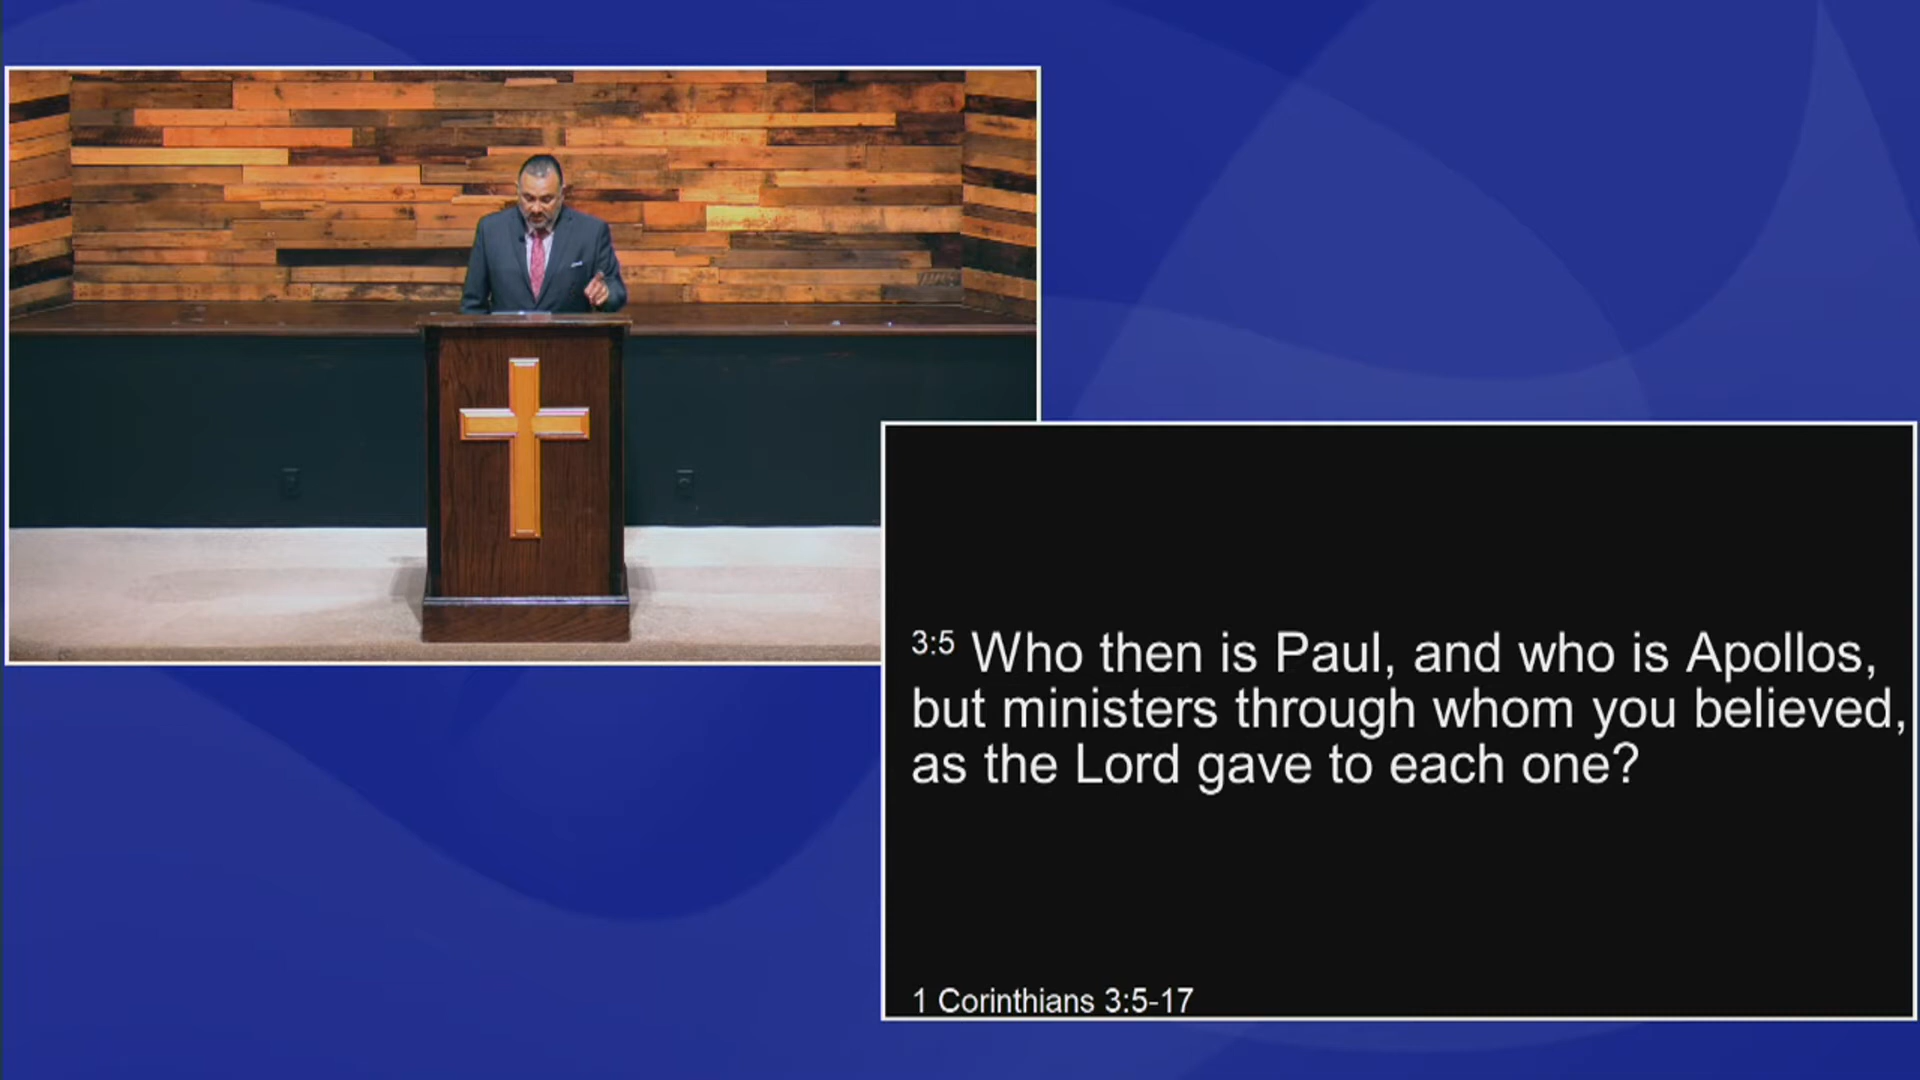 3:5 Who then is Paul, and who is Apollos,
but ministers through whom you believed,
as the Lord gave to each one?
1 Corinthians 3:5-17